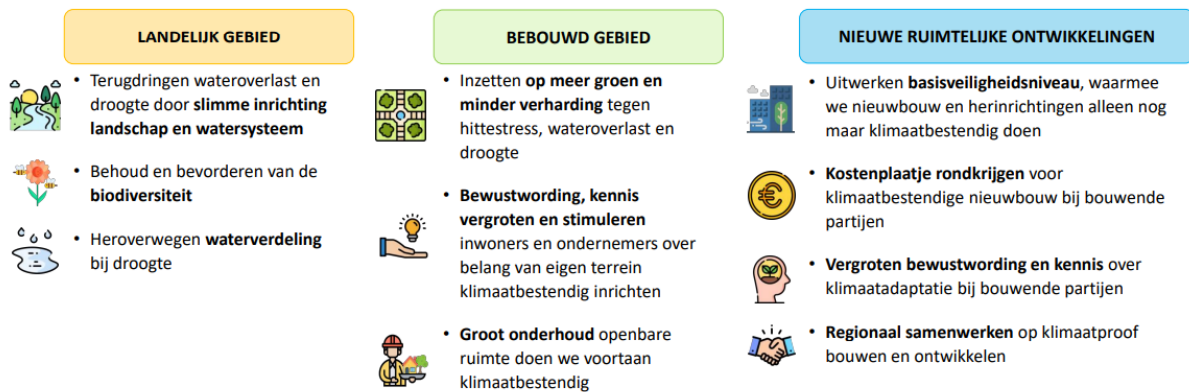 LANDELIJK GEBIED
• Terugdringen wateroverlast en
droogte door slimme inrichting
landschap en watersysteem
• Behoud en bevorderen van de
biodiversiteit
• Heroverwegen waterverdeling
bij droogte
BEBOUWD GEBIED
• Inzetten op meer groen en
minder verharding tegen
hittestress, wateroverlast en
droogte
• Bewustwording, kennis
vergroten en stimuleren
inwoners en ondernemers over
belang van eigen terrein
klimaatbestendig inrichten
• Groot onderhoud openbare
ruimte doen we voortaan
klimaatbestendig
NIEUWE RUIMTELIJKE ONTWIKKELINGEN
• Uitwerken basisveiligheidsniveau, waarmee
we nieuwbouw en herinrichtingen alleen nog
maar klimaatbestendig doen
• Kostenplaatje rondkrijgen voor
klimaatbestendige nieuwbouw bij bouwende
partijen
• Vergroten bewustwording en kennis over
klimaatadaptatie bij bouwende partijen
• Regionaal samenwerken op klimaatproof
bouwen en ontwikkelen